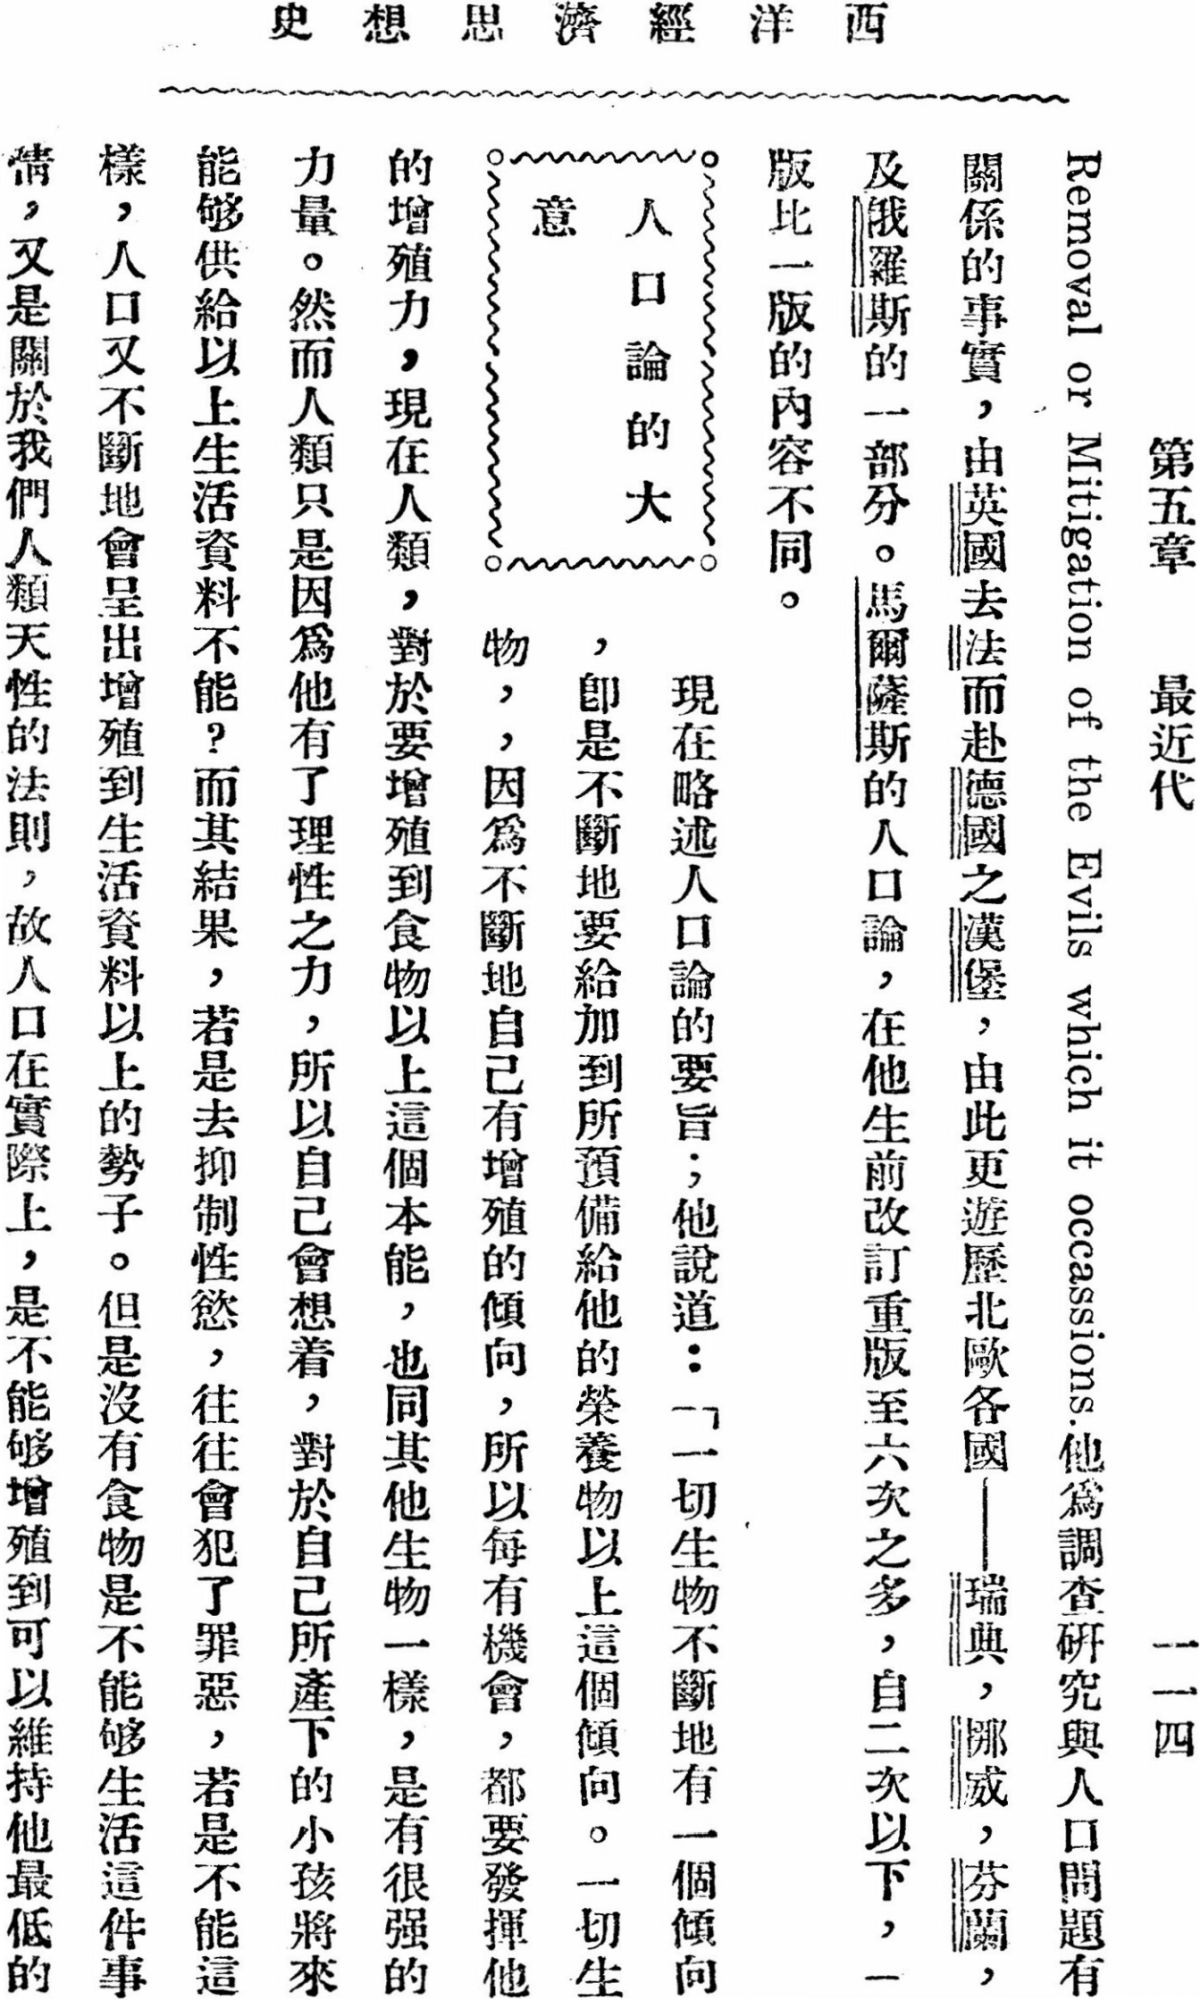 西洋經濟思想史
第五章　最近代　一一四
Removal or Mitigation of the Evils which it occassions. 他爲調查研究與人口問題有
關係的事實，由英國去法而赴德國之漢堡，由此更遊歷北歐各國——瑞典，挪威，芬蘭，
及俄羅斯的一部分。馬爾薩斯的人口論，在他生前改訂重版至六次之多，自二次以下，一
版比一版的內容不同。
人口論的大
意
現在略述人口論的要旨；他說道：「一切生物不斷地有一個傾向
，卽是不斷地要給加到所預備給他的榮養物以上這個傾向。一切生
物，，因爲不斷地自己有增殖的傾向，所以每有機會，都要發揮他
的增殖力，現在人類，對於要增殖到食物以上這個本能，也同其他生物一樣，是有很强的
力量。然而人類只是因爲他有了理性之力，所以自己會想着，對於自己所產下的小孩將來
能够供給以上生活資料不能?而其結果，若是去抑制性慾，往往會犯了罪惡，若是不能這
樣，人口又不斷地會呈出增殖到生活資料以上的勢子。但是沒有食物是不能够生活這件事
情，又是關於我們人類天性的法則，故人口在實際上，是不能够增殖到可以維持他最低的